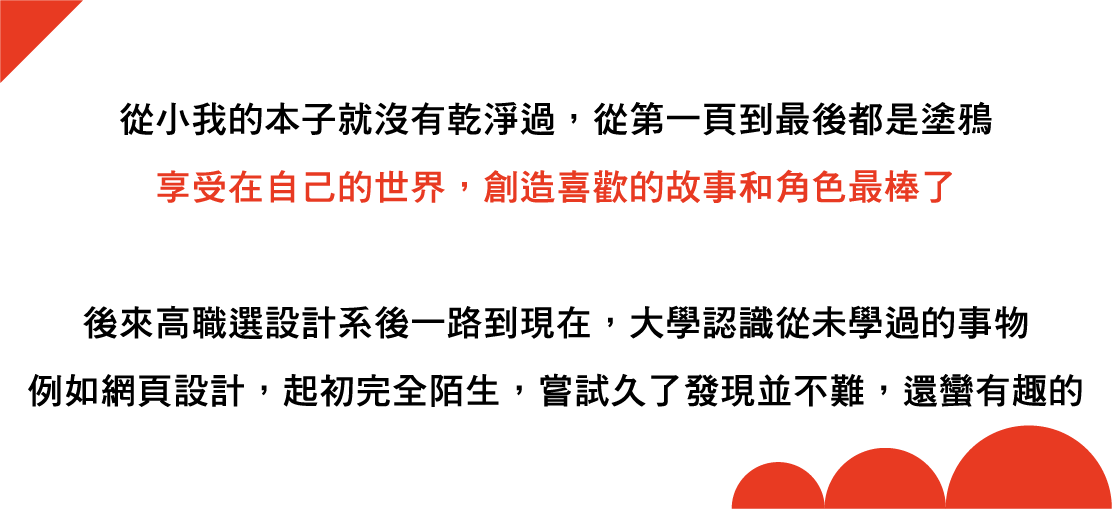 從小我的本子就沒有乾淨過，從第一頁到最後都是塗鴉
享受在自己的世界，創造喜歡的故事和角色最棒了
後來高職選設計系後一路到現在，大學認識從未學過的事物
例如網頁設計，起初完全陌生，嘗試久了發現並不難，還蠻有趣的